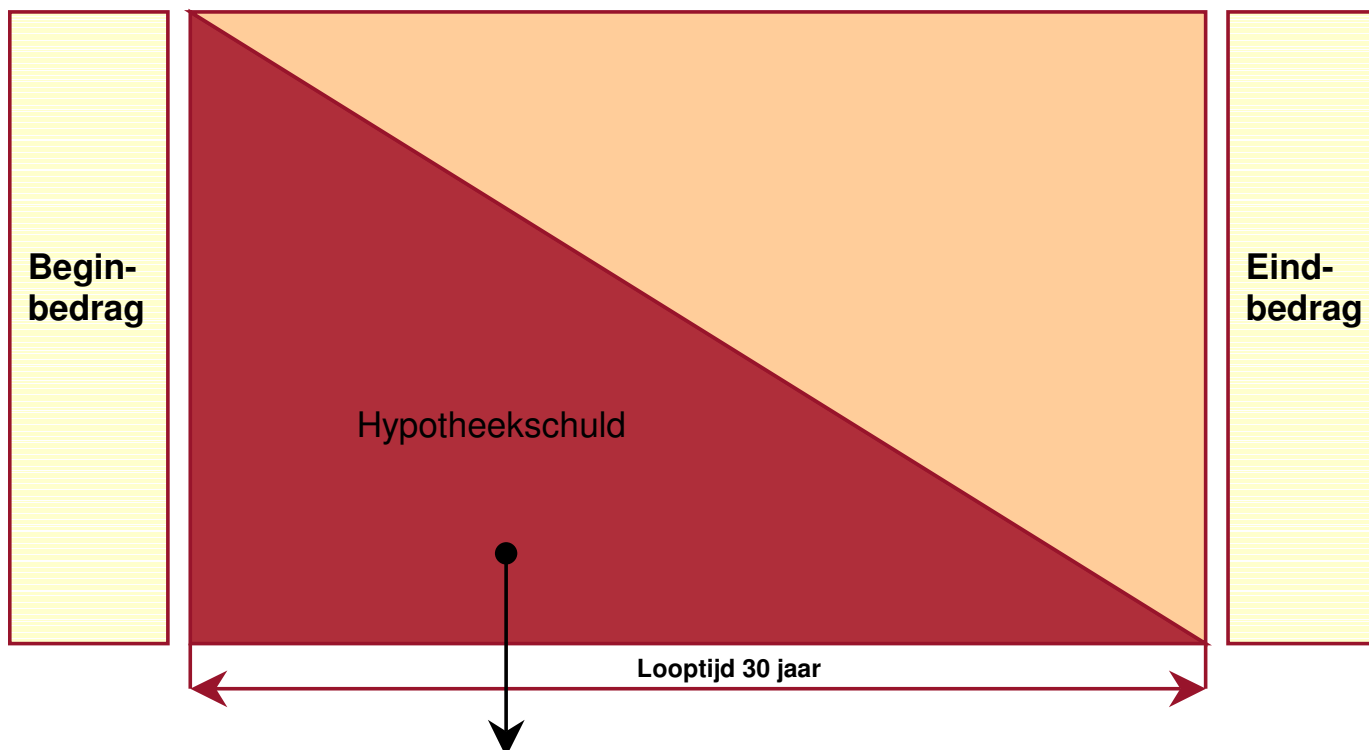 Begin-
bedrag
Hypotheekschuld
Eind-
bedrag
Looptijd 30 jaar